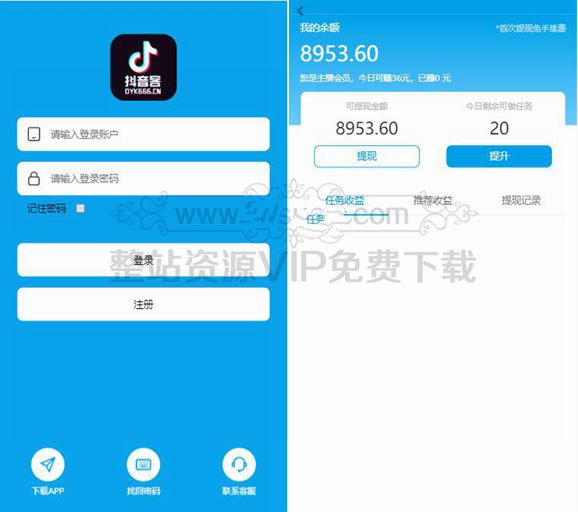 抖音客
DYK666.CN
请输入登录账户
请输入登录密码
记住密码
登录
注册
下载APP
找回密码
联系客服
我的余额
*首次提现免手续费
8953.60
您是主播会员，今日可赚36元，已赚0 元
可提现金额
今日剩余可做任务
8953.60
20
提现
提升
任务收益
推荐收益
提现记录
任务
整站资源VIP免费下载